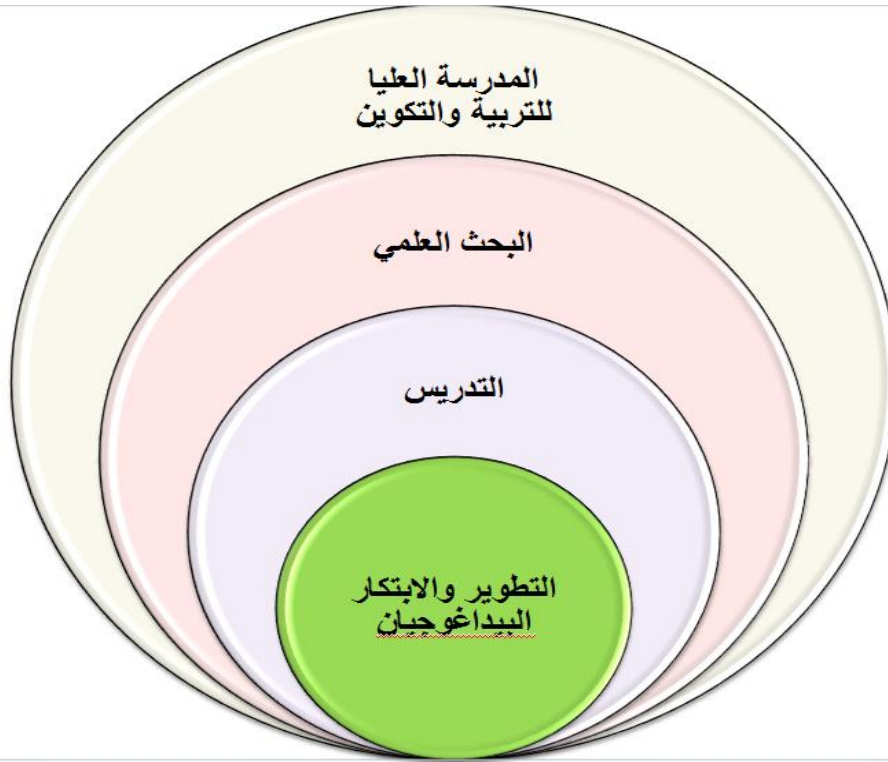 المدرسة العليا
للتربية والتكوين
البحث العلمي
التدريس
التطوير والابتكار
البيداغوجيان